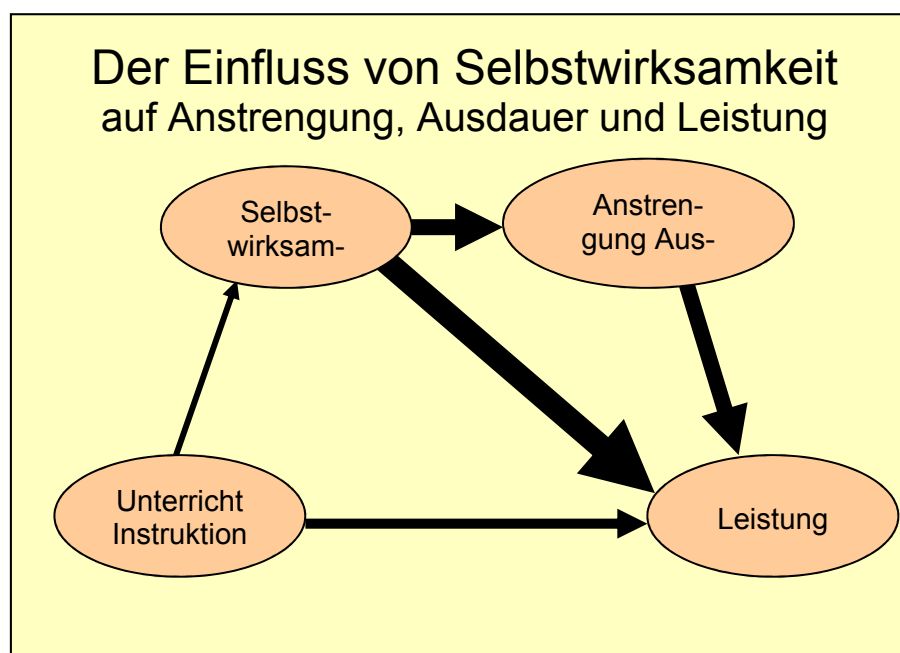 Der Einfluss von Selbstwirksamkeit
auf Anstrengung, Ausdauer und Leistung
Selbst-
wirksam-
Anstren-
gung Aus-
Unterricht
Instruktion
Leistung